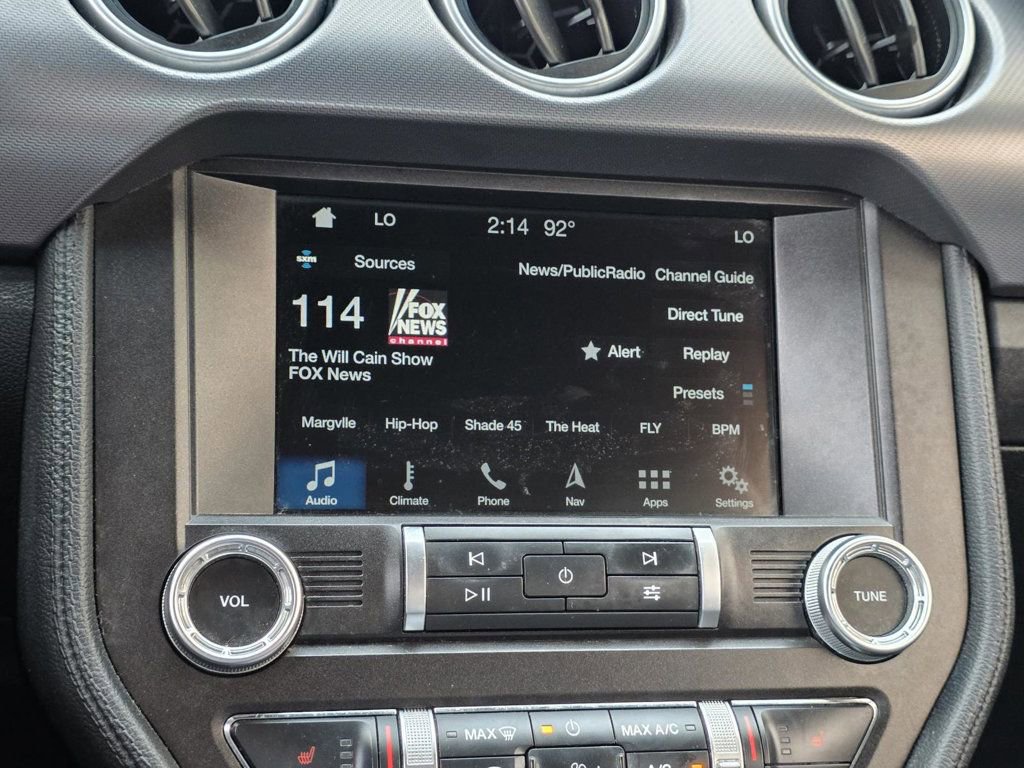 LO 2:14 92° LO
sxm Sources News/PublicRadio Channel Guide
114 FOX NEWS channel Direct Tune
The Will Cain Show
FOX News
Alert Replay
Presets
Margvlle Hip-Hop Shade 45 The Heat FLY BPM
Audio Climate Phone Nav Apps Settings
VOL TUNE
MAX MAX A/C
A/C